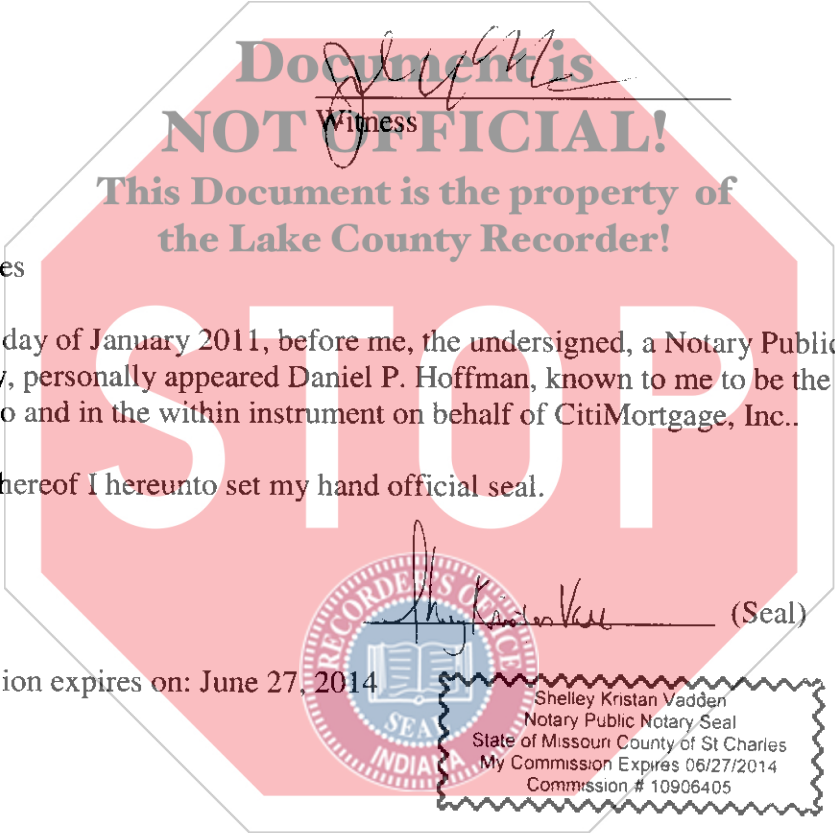 Document is
NOT OFFICIAL!
Witness
This Document is the property of
the Lake County Recorder!
es
day of January 2011, before me, the undersigned, a Notary Public
, personally appeared Daniel P. Hoffman, known to me to be the
o and in the within instrument on behalf of CitiMortgage, Inc..
hereof I hereunto set my hand official seal.
STOP
(Seal)
ion expires on: June 27, 2014
RECORDER'S OFFICE
SEAL
INDIANA
Shelley Kristan Vadden
Notary Public Notary Seal
State of Missouri County of St Charles
My Commission Expires 06/27/2014
Commission # 10906405